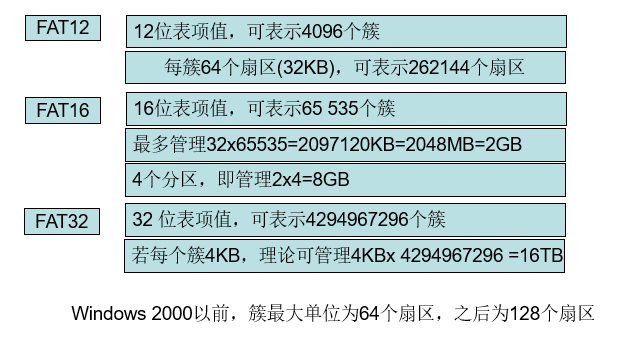 FAT12
12位表项值，可表示4096个簇
每簇64个扇区(32KB)，可表示262144个扇区
FAT16
16位表项值，可表示65 535个簇
最多管理32x65535=2097120KB=2048MB=2GB
4个分区，即管理2x4=8GB
FAT32
32 位表项值，可表示4294967296个簇
若每个簇4KB，理论可管理4KBx 4294967296 =16TB
Windows 2000以前，簇最大单位为64个扇区，之后为128个扇区